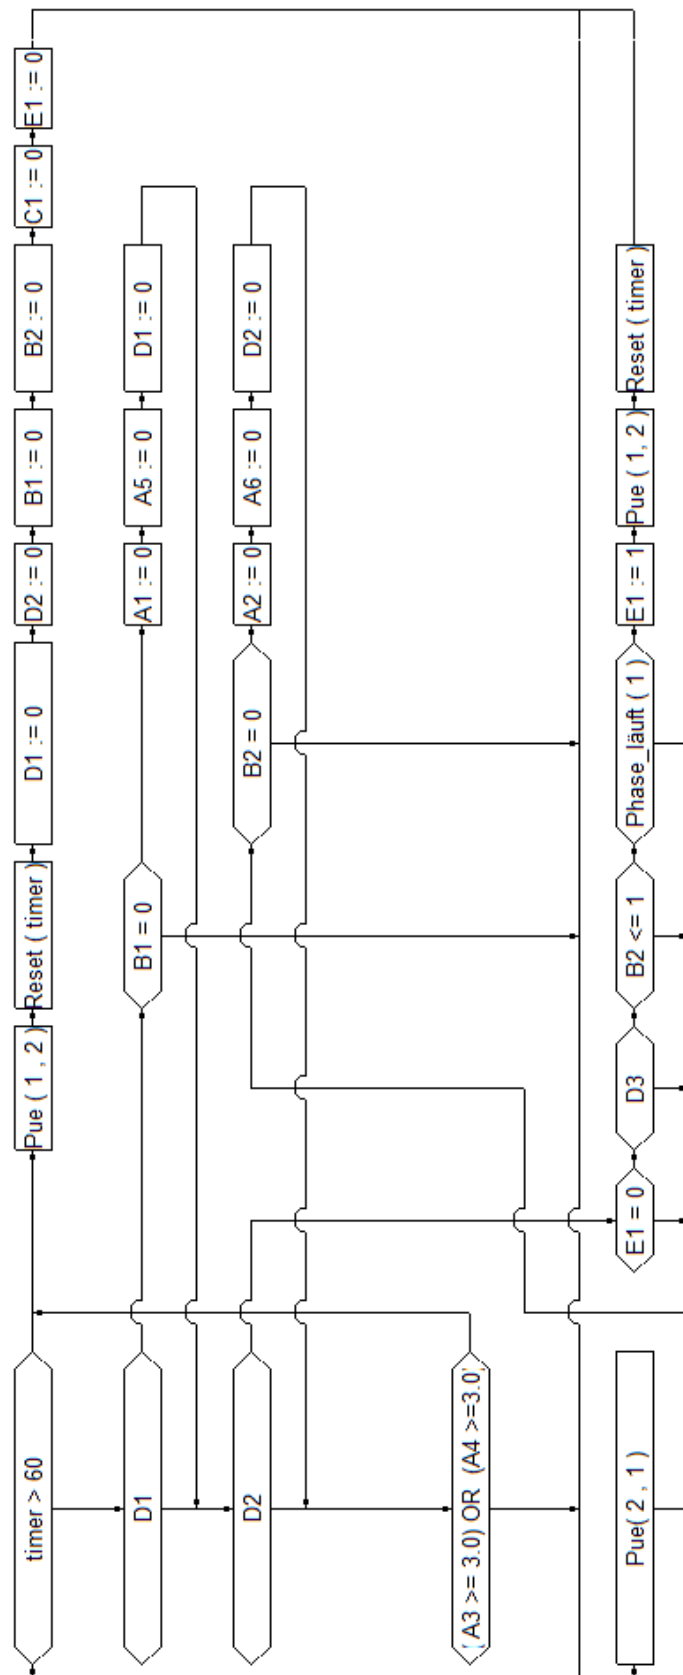 timer > 60
Pue ( 1 , 2 )
Reset ( timer )
D1 := 0
D2 := 0
B1 := 0
B2 := 0
C1 := 0
E1 := 0
D1
B1 = 0
A1 := 0
A5 := 0
D1 := 0
D2
B2 = 0
A2 := 0
A6 := 0
D2 := 0
( A3 >= 3.0) OR (A4 >=3.0)
Pue( 2 , 1 )
E1 = 0
D3
B2 <= 1
Phase_läuft ( 1 )
E1 := 1
Pue ( 1, 2 )
Reset ( timer )